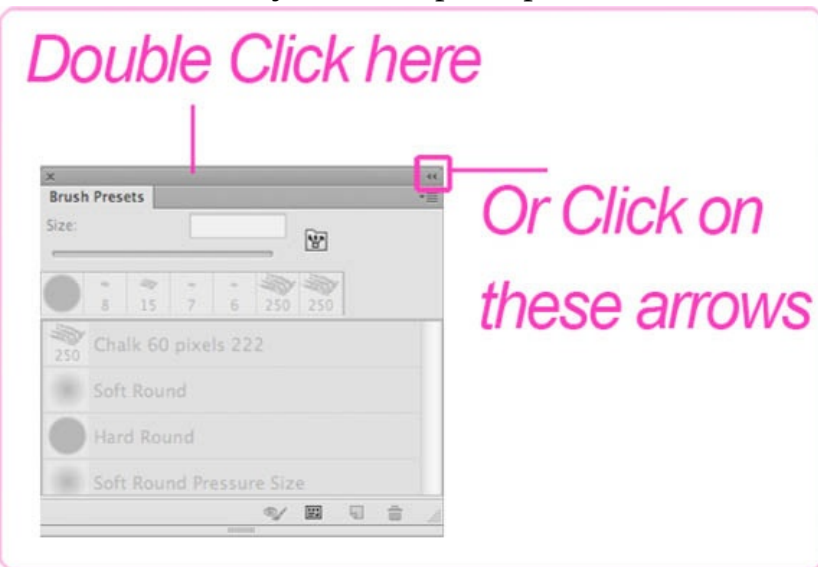 Double Click here
Brush Presets
Size:
8 15 7 6 250 250
Or Click on
these arrows
250 Chalk 60 pixels 222
Soft Round
Hard Round
Soft Round Pressure Size